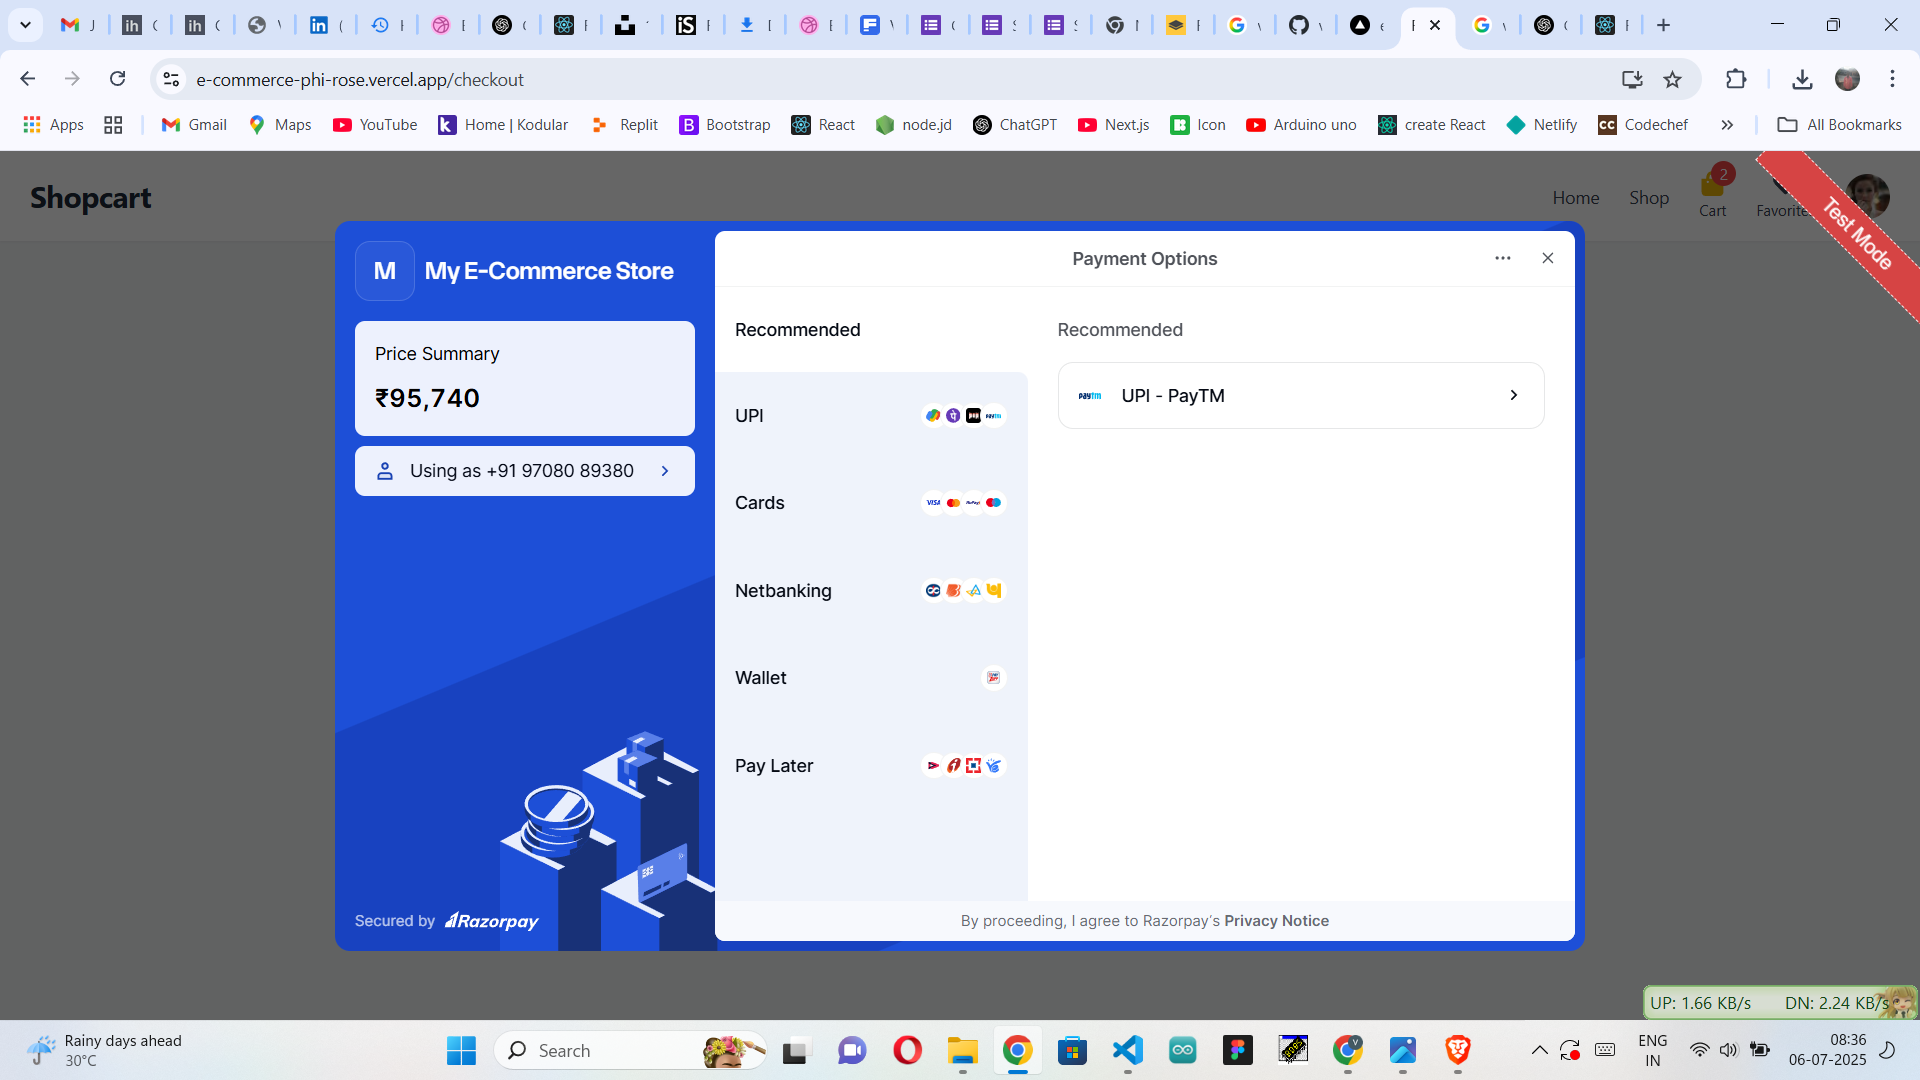 e-commerce-phi-rose.vercel.app/checkout
Apps
Gmail
Maps
YouTube
Home | Kodular
Replit
Bootstrap
React
node.jd
ChatGPT
Next.js
Icon
Arduino uno
create React
Netlify
Codechef
All Bookmarks
Shopcart
Home
Shop
2
Cart
Favorite
Test Mode
M
My E-Commerce Store
Price Summary
₹95,740
Using as +91 97080 89380
Secured by Razorpay
Payment Options
Recommended
UPI
Cards
Netbanking
Wallet
Pay Later
Recommended
UPI - PayTM
By proceeding, I agree to Razorpay's Privacy Notice
UP: 1.66 KB/s DN: 2.24 KB/s
Rainy days ahead
30°C
Search
ENG
IN
08:36
06-07-2025